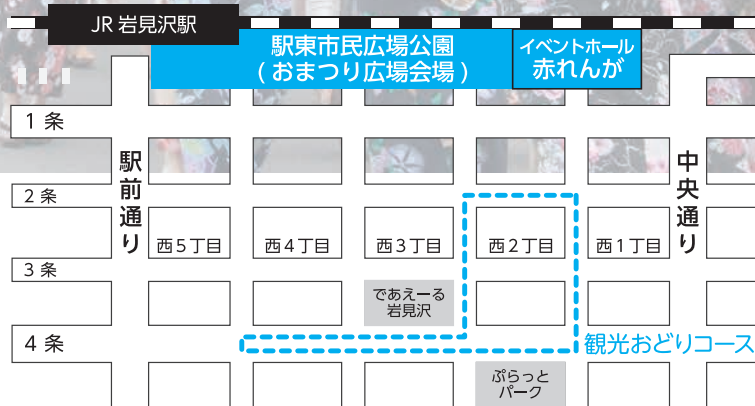 JR 岩見沢駅
駅東市民広場公園
( おまつり広場会場 )
イベントホール
赤れんが
1 条
2 条
3 条
4 条
駅前通り
中央通り
西5丁目
西4丁目
西3丁目
西2丁目
西1丁目
であえーる
岩見沢
観光おどりコース
ぷらっと
パーク